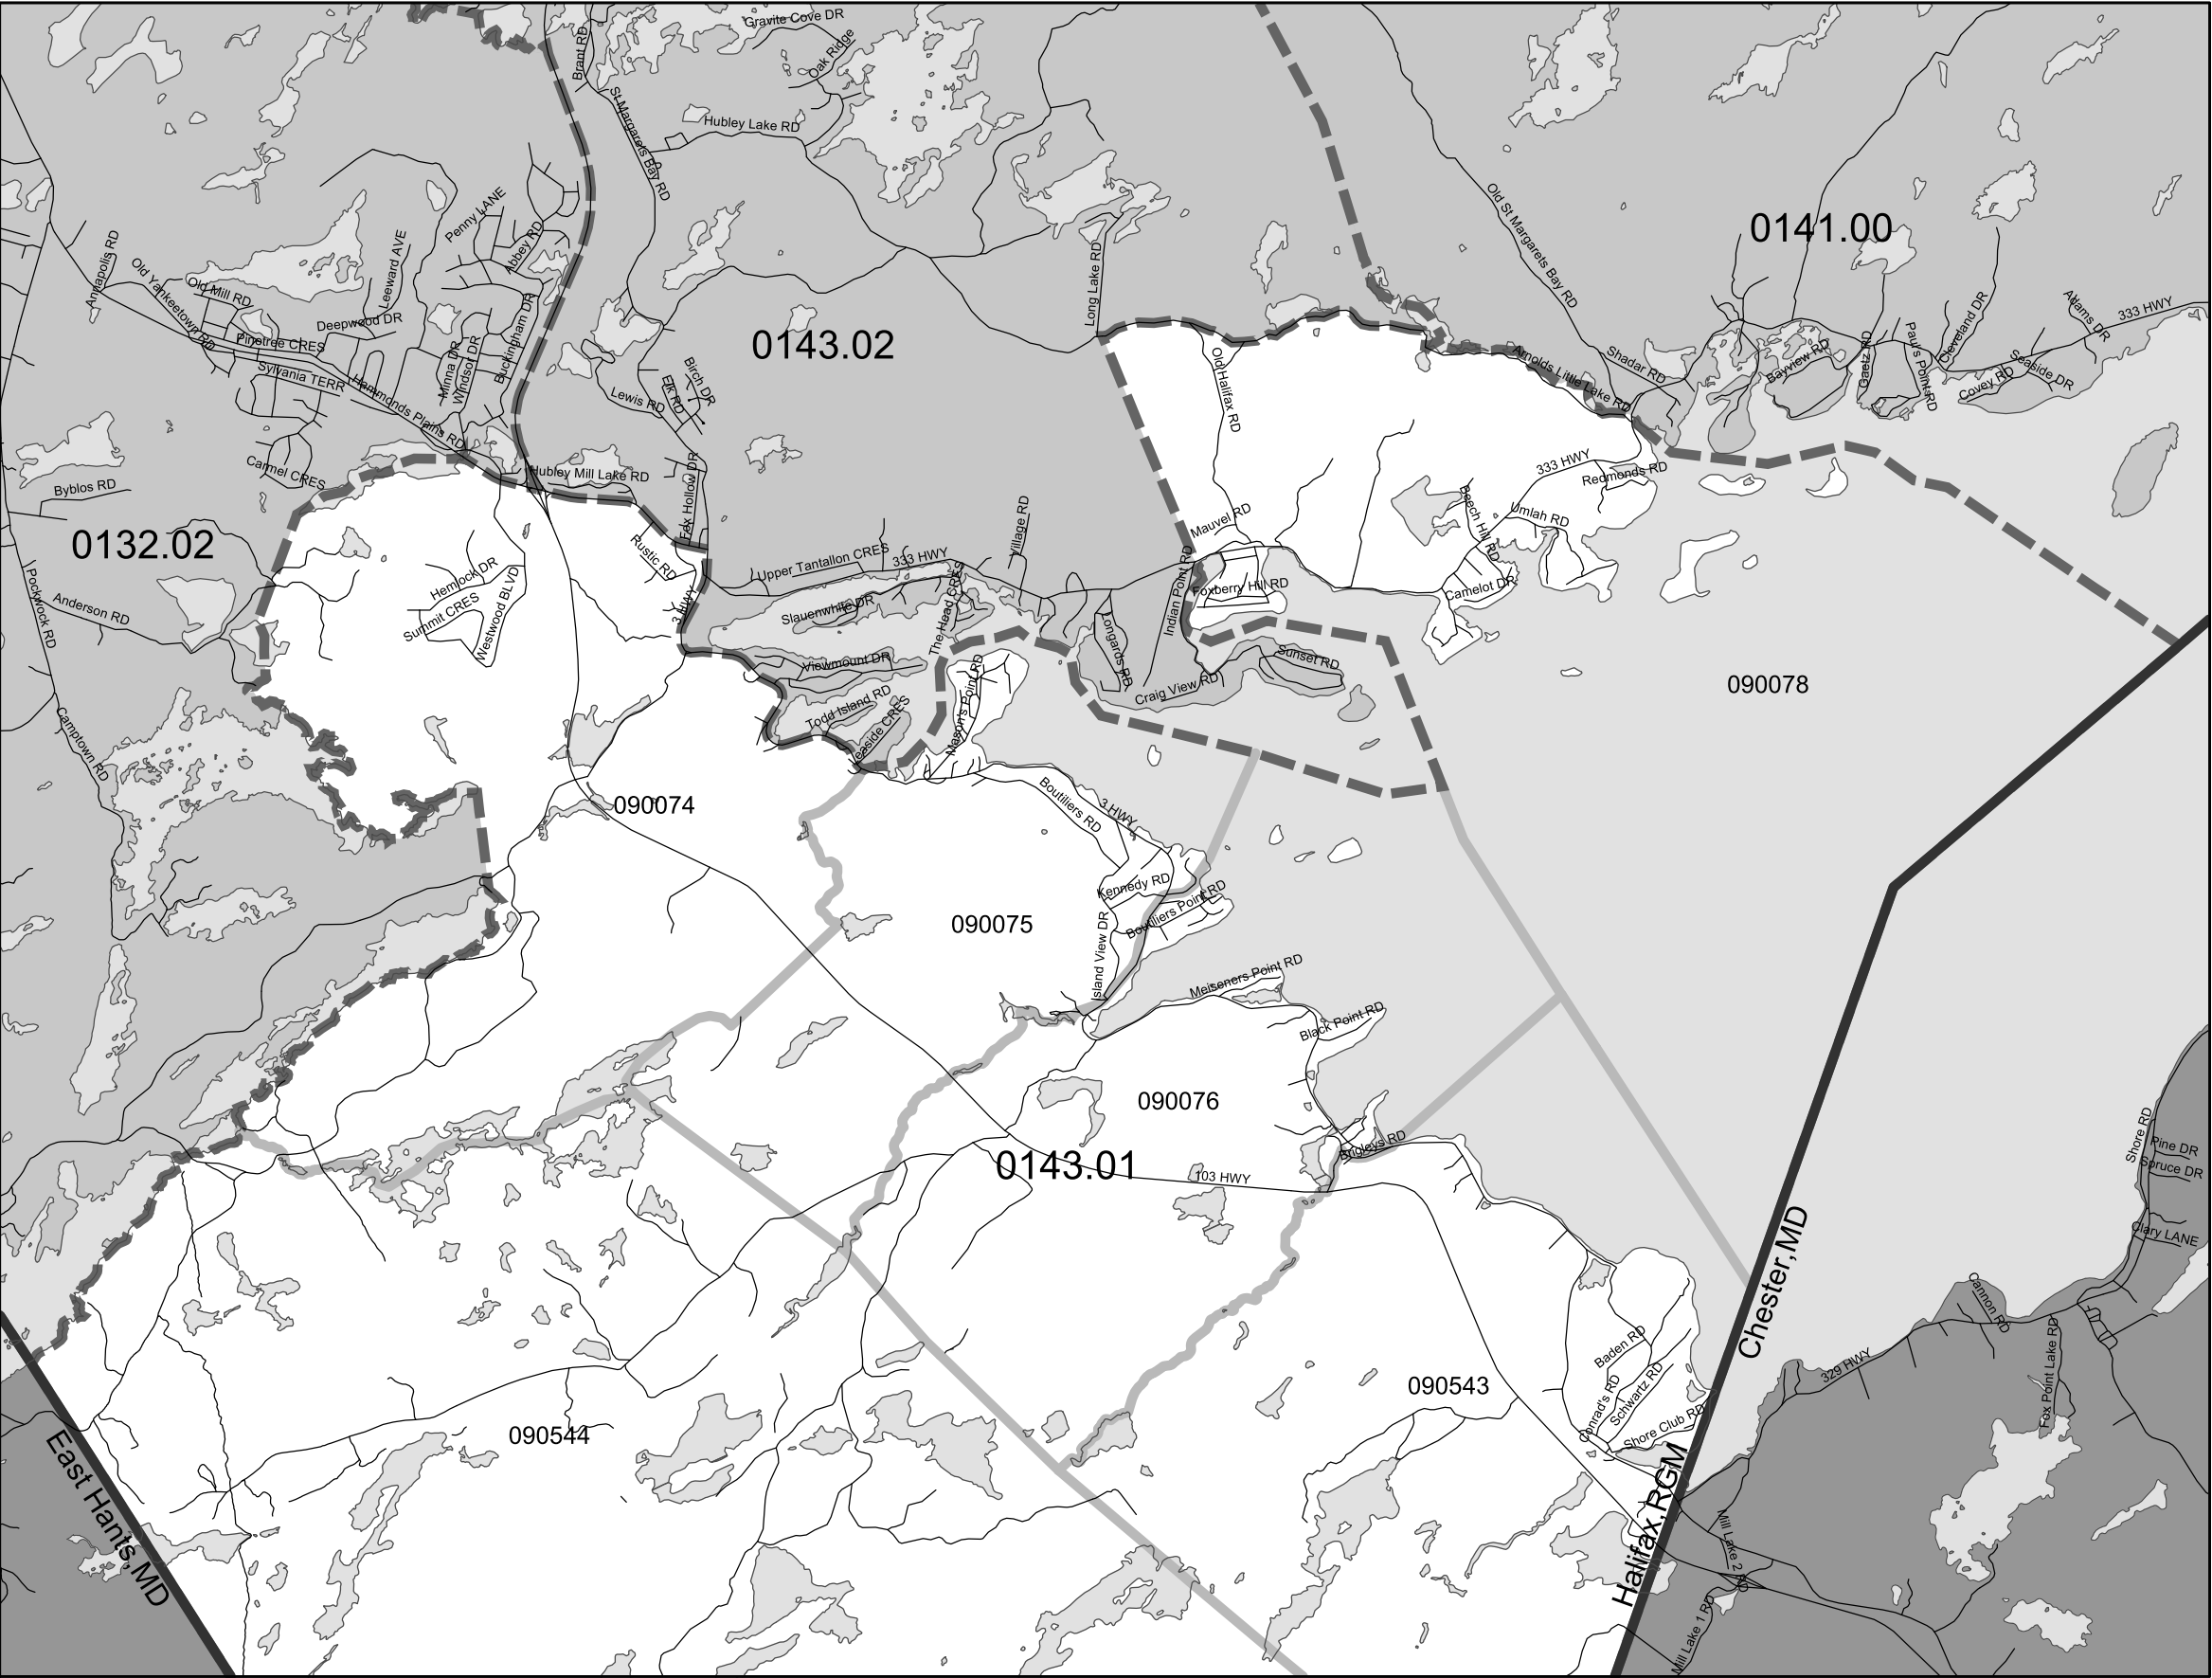 Gravite Cove DR
Brant RD
Oak Ridge
St Margarets Bay RD
Hubley Lake RD
Penny LANE
Abbey RD
Old St Margarets Bay RD
0141.00
Annapolis RD
Old Yankeetown RD
Old Mill RD
Leeward AVE
Deepwood DR
Pinetree CRES
Buckingham DR
Minna DR
Windsor DR
Sylvania TERR
Hammonds Plains RD
0143.02
Long Lake RD
Old Halifax RD
Adams DR
333 HWY
Cleveland DR
Seaside DR
Covey RD
Paul's Point RD
Gaetz RD
Bayview RD
Shadar RD
Arnolds Little Lake RD
Birch DR
Elk RD
Lewis RD
Carmel CRES
Byblos RD
Hubley Mill Lake RD
Fox Hollow DR
333 HWY
Redmonds RD
Beech Hill RD
Umlah RD
Mauvel RD
Village RD
0132.02
Rustic RD
Upper Tantallon CRES
333 HWY
Hemlock DR
Summit CRES
Westwood BLVD
Pockwock RD
Anderson RD
3 HWY
Slauenwhite DR
The Head CRES
Indian Point RD
Foxberry Hill RD
Camelot DR
Longards RD
Viewmount DR
Sunset RD
Craig View RD
090078
Mason's Point RD
Todd Island RD
Seaside CRES
Camptown RD
090074
Boutiliers RD
3 HWY
Kennedy RD
Boutiliers Point RD
090075
Island View DR
Meiseners Point RD
Black Point RD
090076
Brigleys RD
0143.01
103 HWY
Shore RD
Pine DR
Spruce DR
Clary LANE
Chester,MD
Cannon RD
Fox Point Lake RD
329 HWY
Baden RD
Schwartz RD
Conrad's RD
Shore Club RD
090543
090544
East Hants,MD
Halifax,RGM
Mill Lake 2 RD
Mill Lake 1 RD